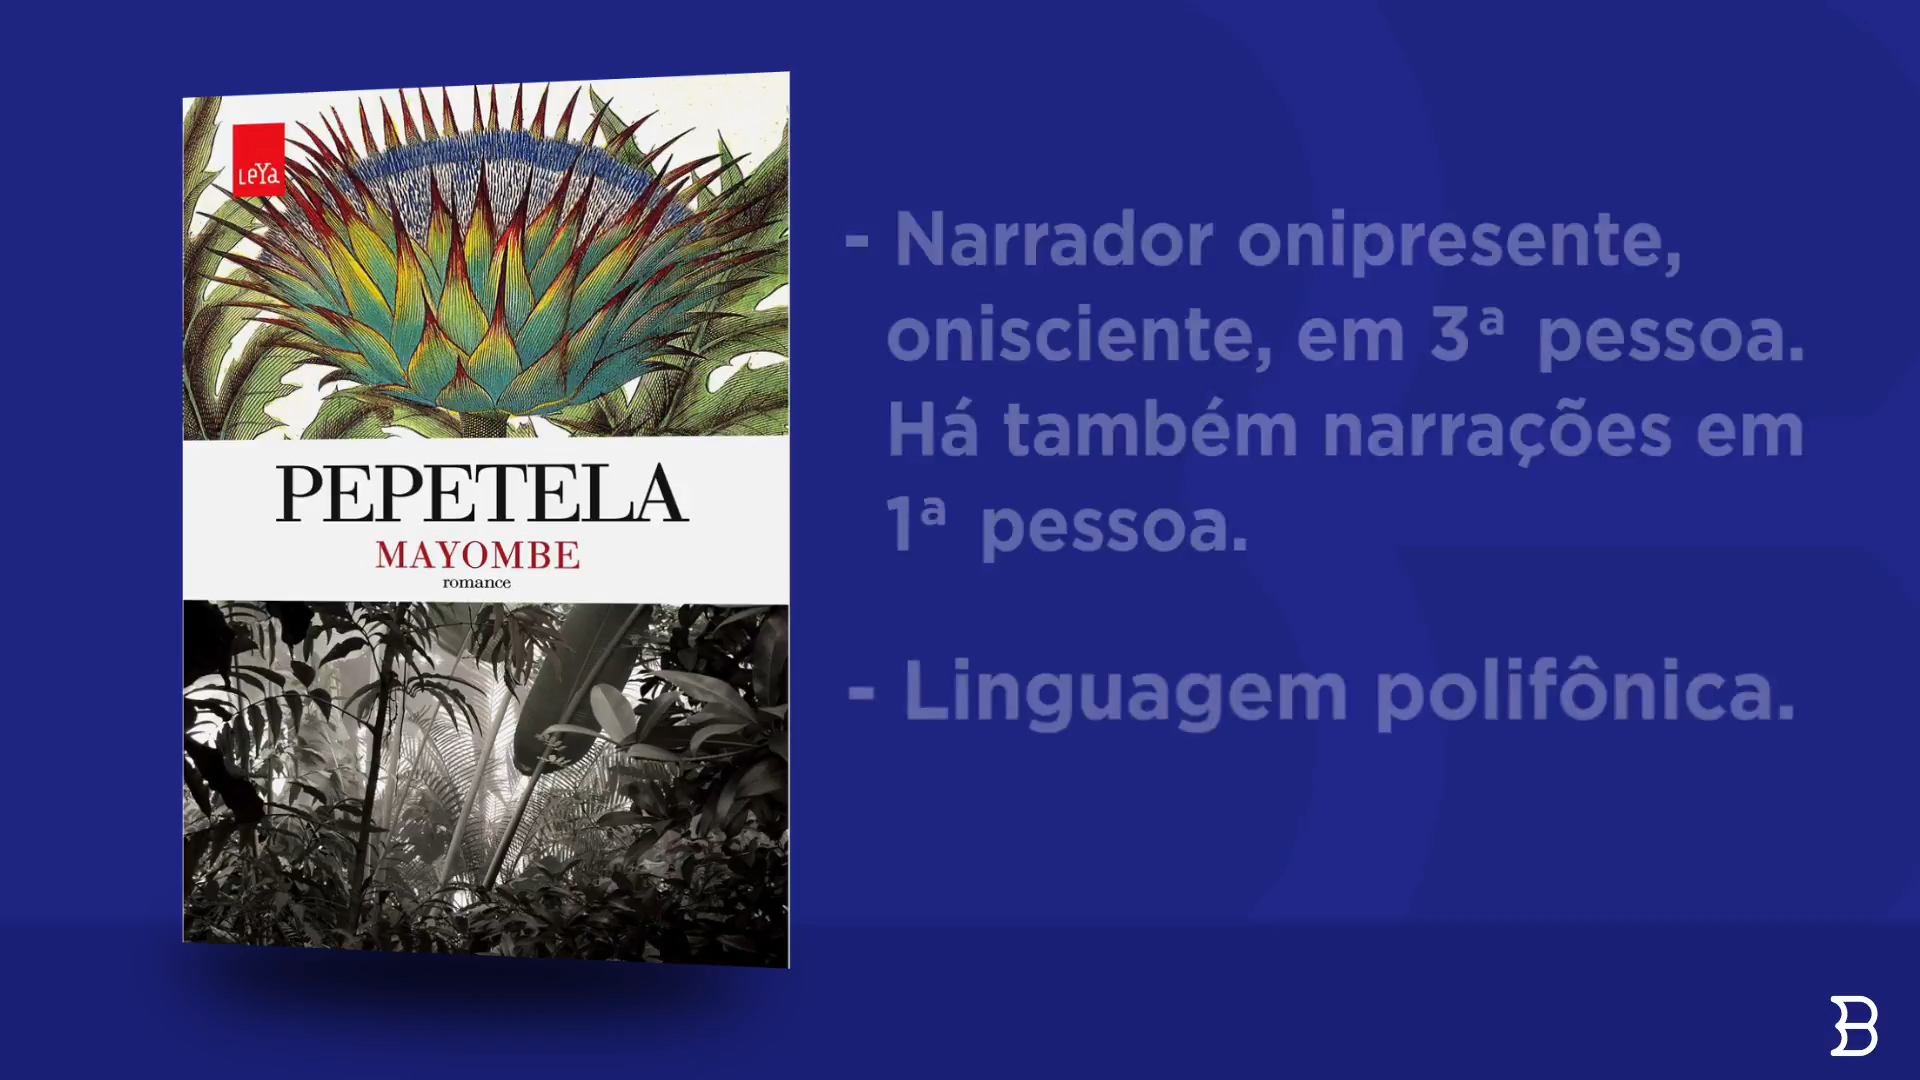 LeYa
PEPETELA
MAYOMBE
romance
- Narrador onipresente,
onisciente, em 3ª pessoa.
Há também narrações em
1ª pessoa.
- Linguagem polifônica.
B